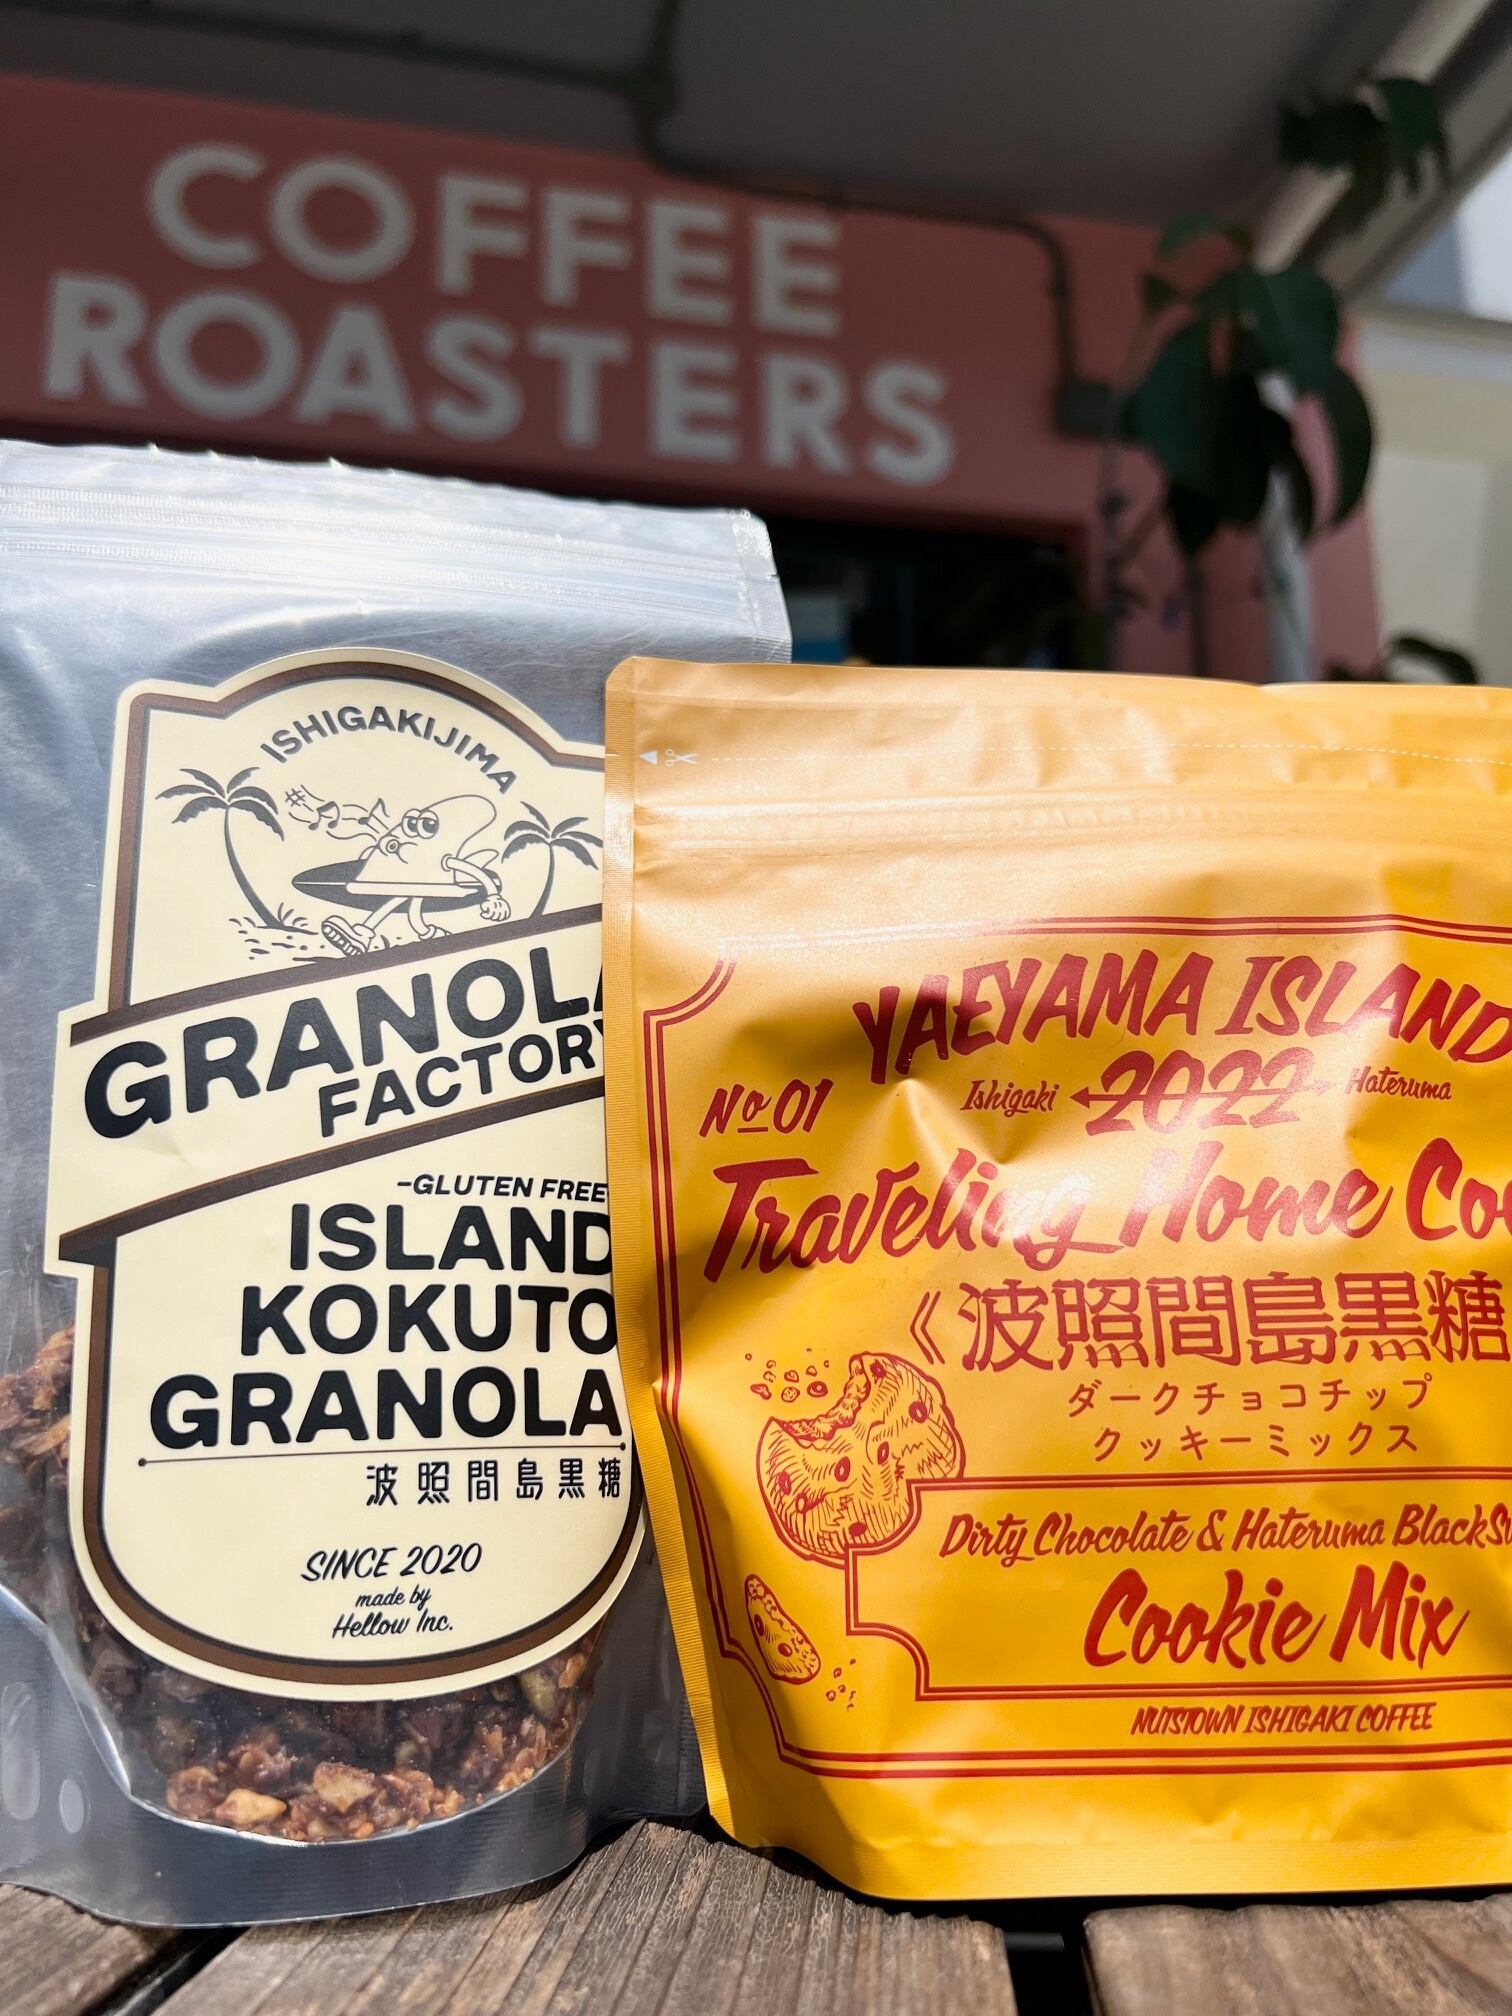 COFFEE
ROASTERS
ISHIGAKIJIMA
GRANOLA
FACTORY
-GLUTEN FREE-
ISLAND
KOKUTO
GRANOLA
波照間島黒糖
SINCE 2020
made by
Hellow Inc.
YAEYAMA ISLAND
No 01
Ishigaki 2022 Hateruma
Traveling Home Co
《波照間島黒糖
ダークチョコチップ
クッキーミックス
Dirty Chocolate & Hateruma Black
Cookie Mix
NUTSTOWN ISHIGAKI COFFEE